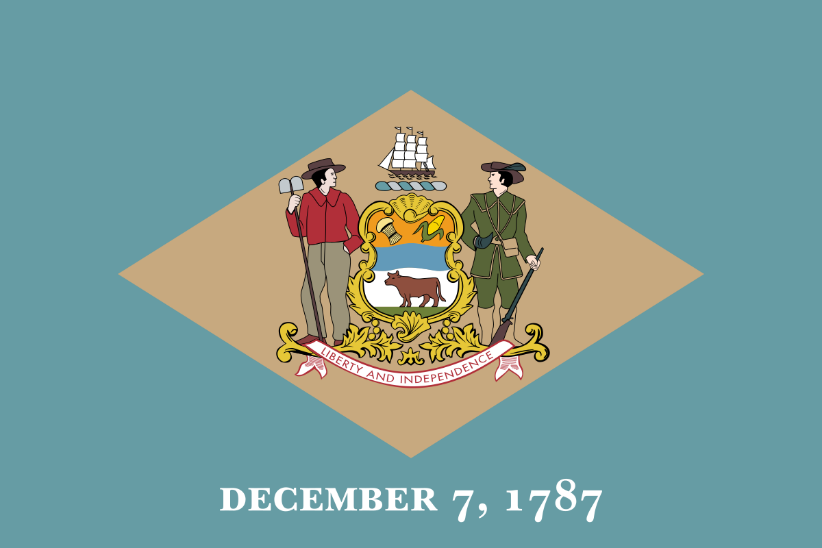 LIBERTY AND INDEPENDENCE
DECEMBER 7, 1787